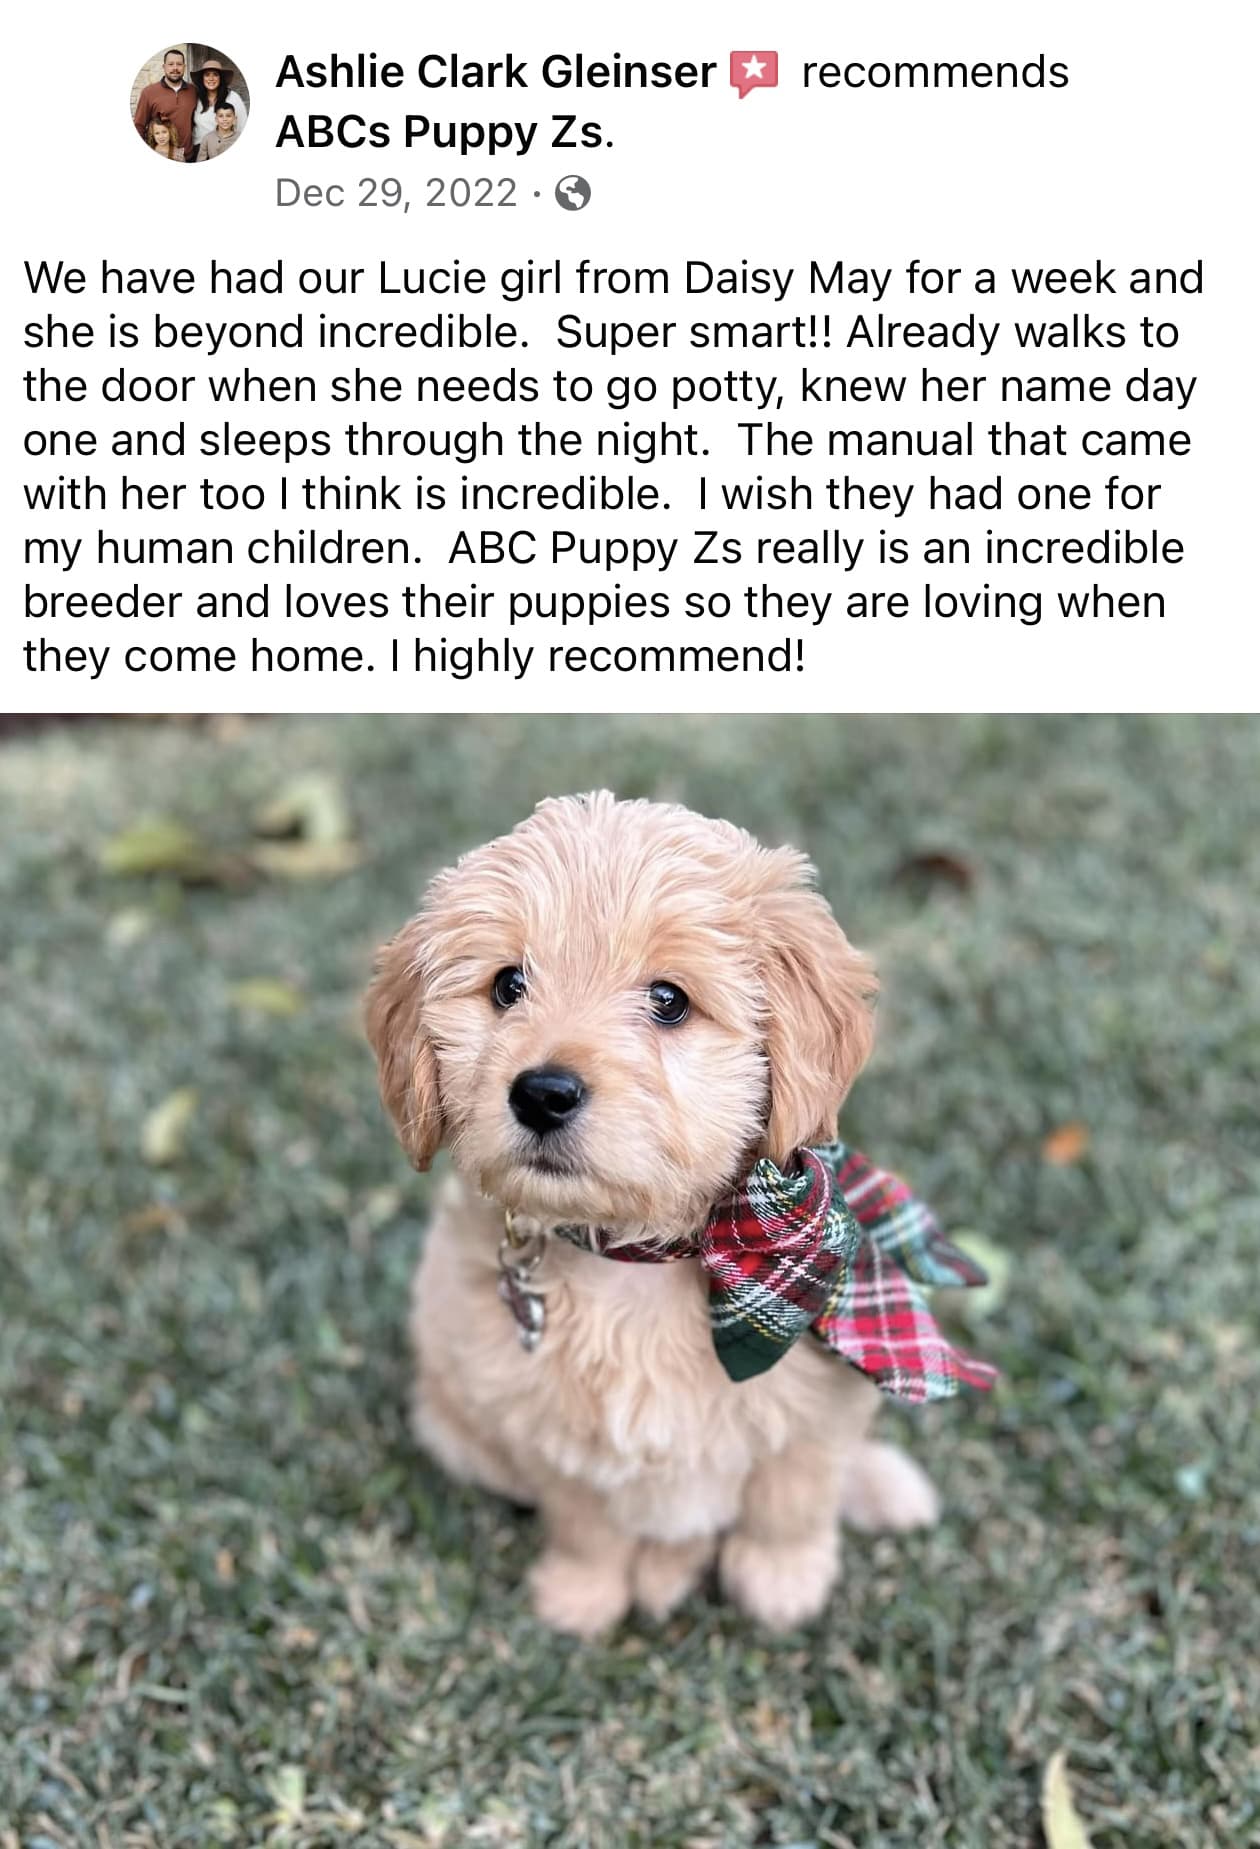 Ashlie Clark Gleinser recommends
ABCs Puppy Zs.
Dec 29, 2022 ·
We have had our Lucie girl from Daisy May for a week and
she is beyond incredible.  Super smart!! Already walks to
the door when she needs to go potty, knew her name day
one and sleeps through the night.  The manual that came
with her too I think is incredible.  I wish they had one for
my human children.  ABC Puppy Zs really is an incredible
breeder and loves their puppies so they are loving when
they come home. I highly recommend!